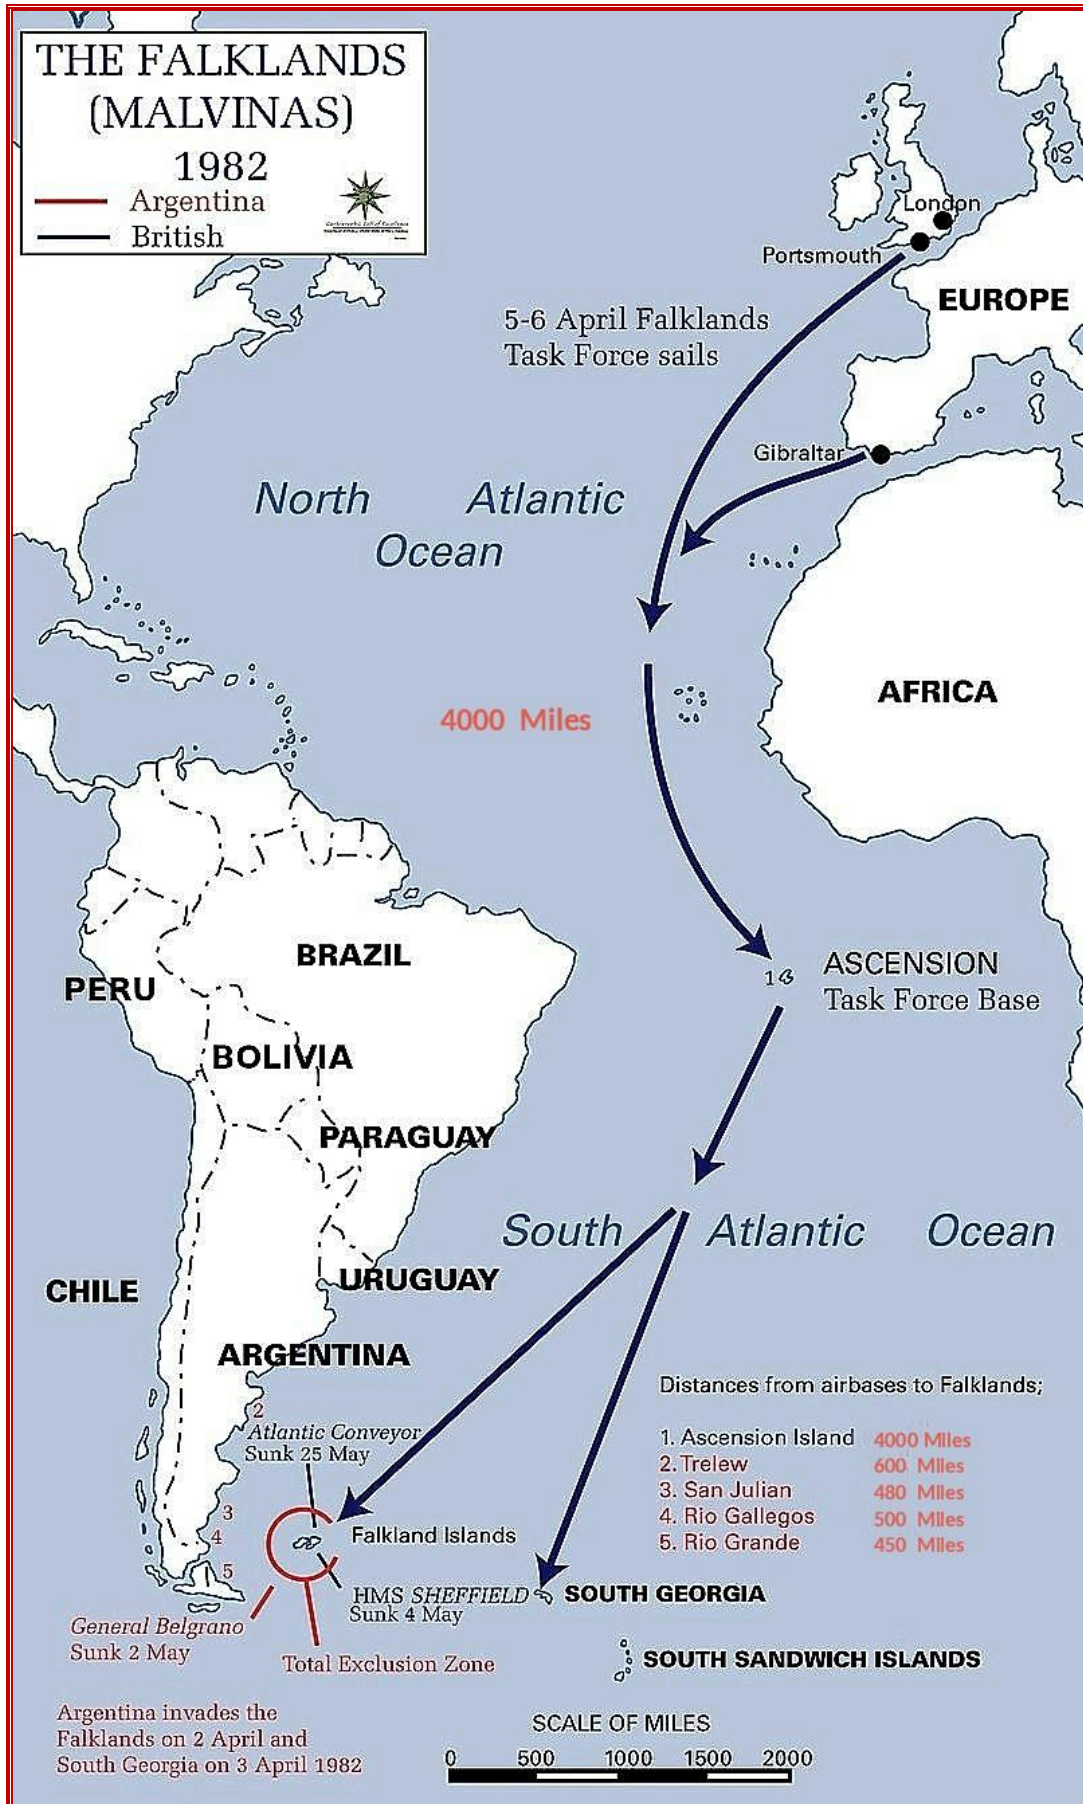 THE FALKLANDS
(MALVINAS)
1982
Argentina
British
London
Portsmouth
EUROPE
5-6 April Falklands
Task Force sails
Gibraltar
North Atlantic
Ocean
AFRICA
4000 Miles
BRAZIL
PERU
1
ASCENSION
Task Force Base
BOLIVIA
PARAGUAY
South Atlantic Ocean
URUGUAY
CHILE
ARGENTINA
Distances from airbases to Falklands;
1. Ascension Island 4000 Miles
2. Trelew 600 Miles
3. San Julian 480 Miles
4. Rio Gallegos 500 Miles
5. Rio Grande 450 Miles
2
Atlantic Conveyor
Sunk 25 May
3
4
5
Falkland Islands
HMS SHEFFIELD
Sunk 4 May
SOUTH GEORGIA
General Belgrano
Sunk 2 May
Total Exclusion Zone
SOUTH SANDWICH ISLANDS
Argentina invades the
Falklands on 2 April and
South Georgia on 3 April 1982
SCALE OF MILES
0 500 1000 1500 2000